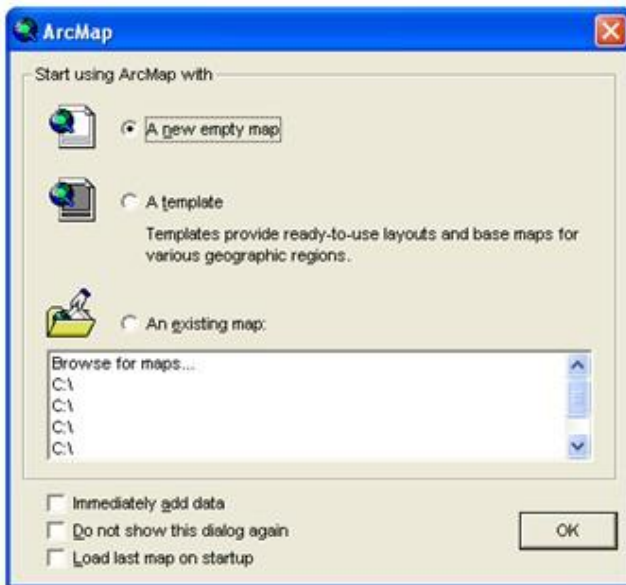 ArcMap
Start using ArcMap with
A new empty map
A template
Templates provide ready-to-use layouts and base maps for
various geographic regions.
An existing map:
Browse for maps...
C:\
C:\
C:\
C:\
Immediately add data
Do not show this dialog again
OK
Load last map on startup